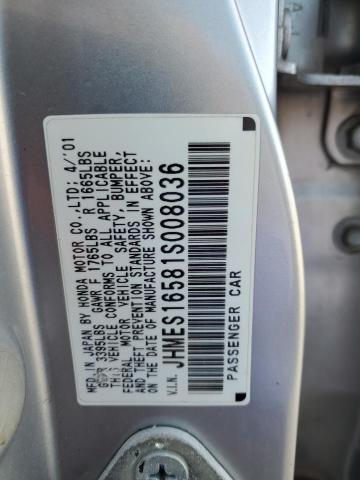 MFD. IN JAPAN BY HONDA MOTOR CO.,LTD; 4/'01
GVWR 3395LBS GAWR F 1765LBS R 1665LBS
THIS VEHICLE CONFORMS TO ALL APPLICABLE
FEDERAL MOTOR VEHICLE SAFETY, BUMPER,
AND THEFT PREVENTION STANDARDS IN EFFECT
ON THE DATE OF MANUFACTURE SHOWN ABOVE.
V.I.N. JHMES16581S008036
PASSENGER CAR